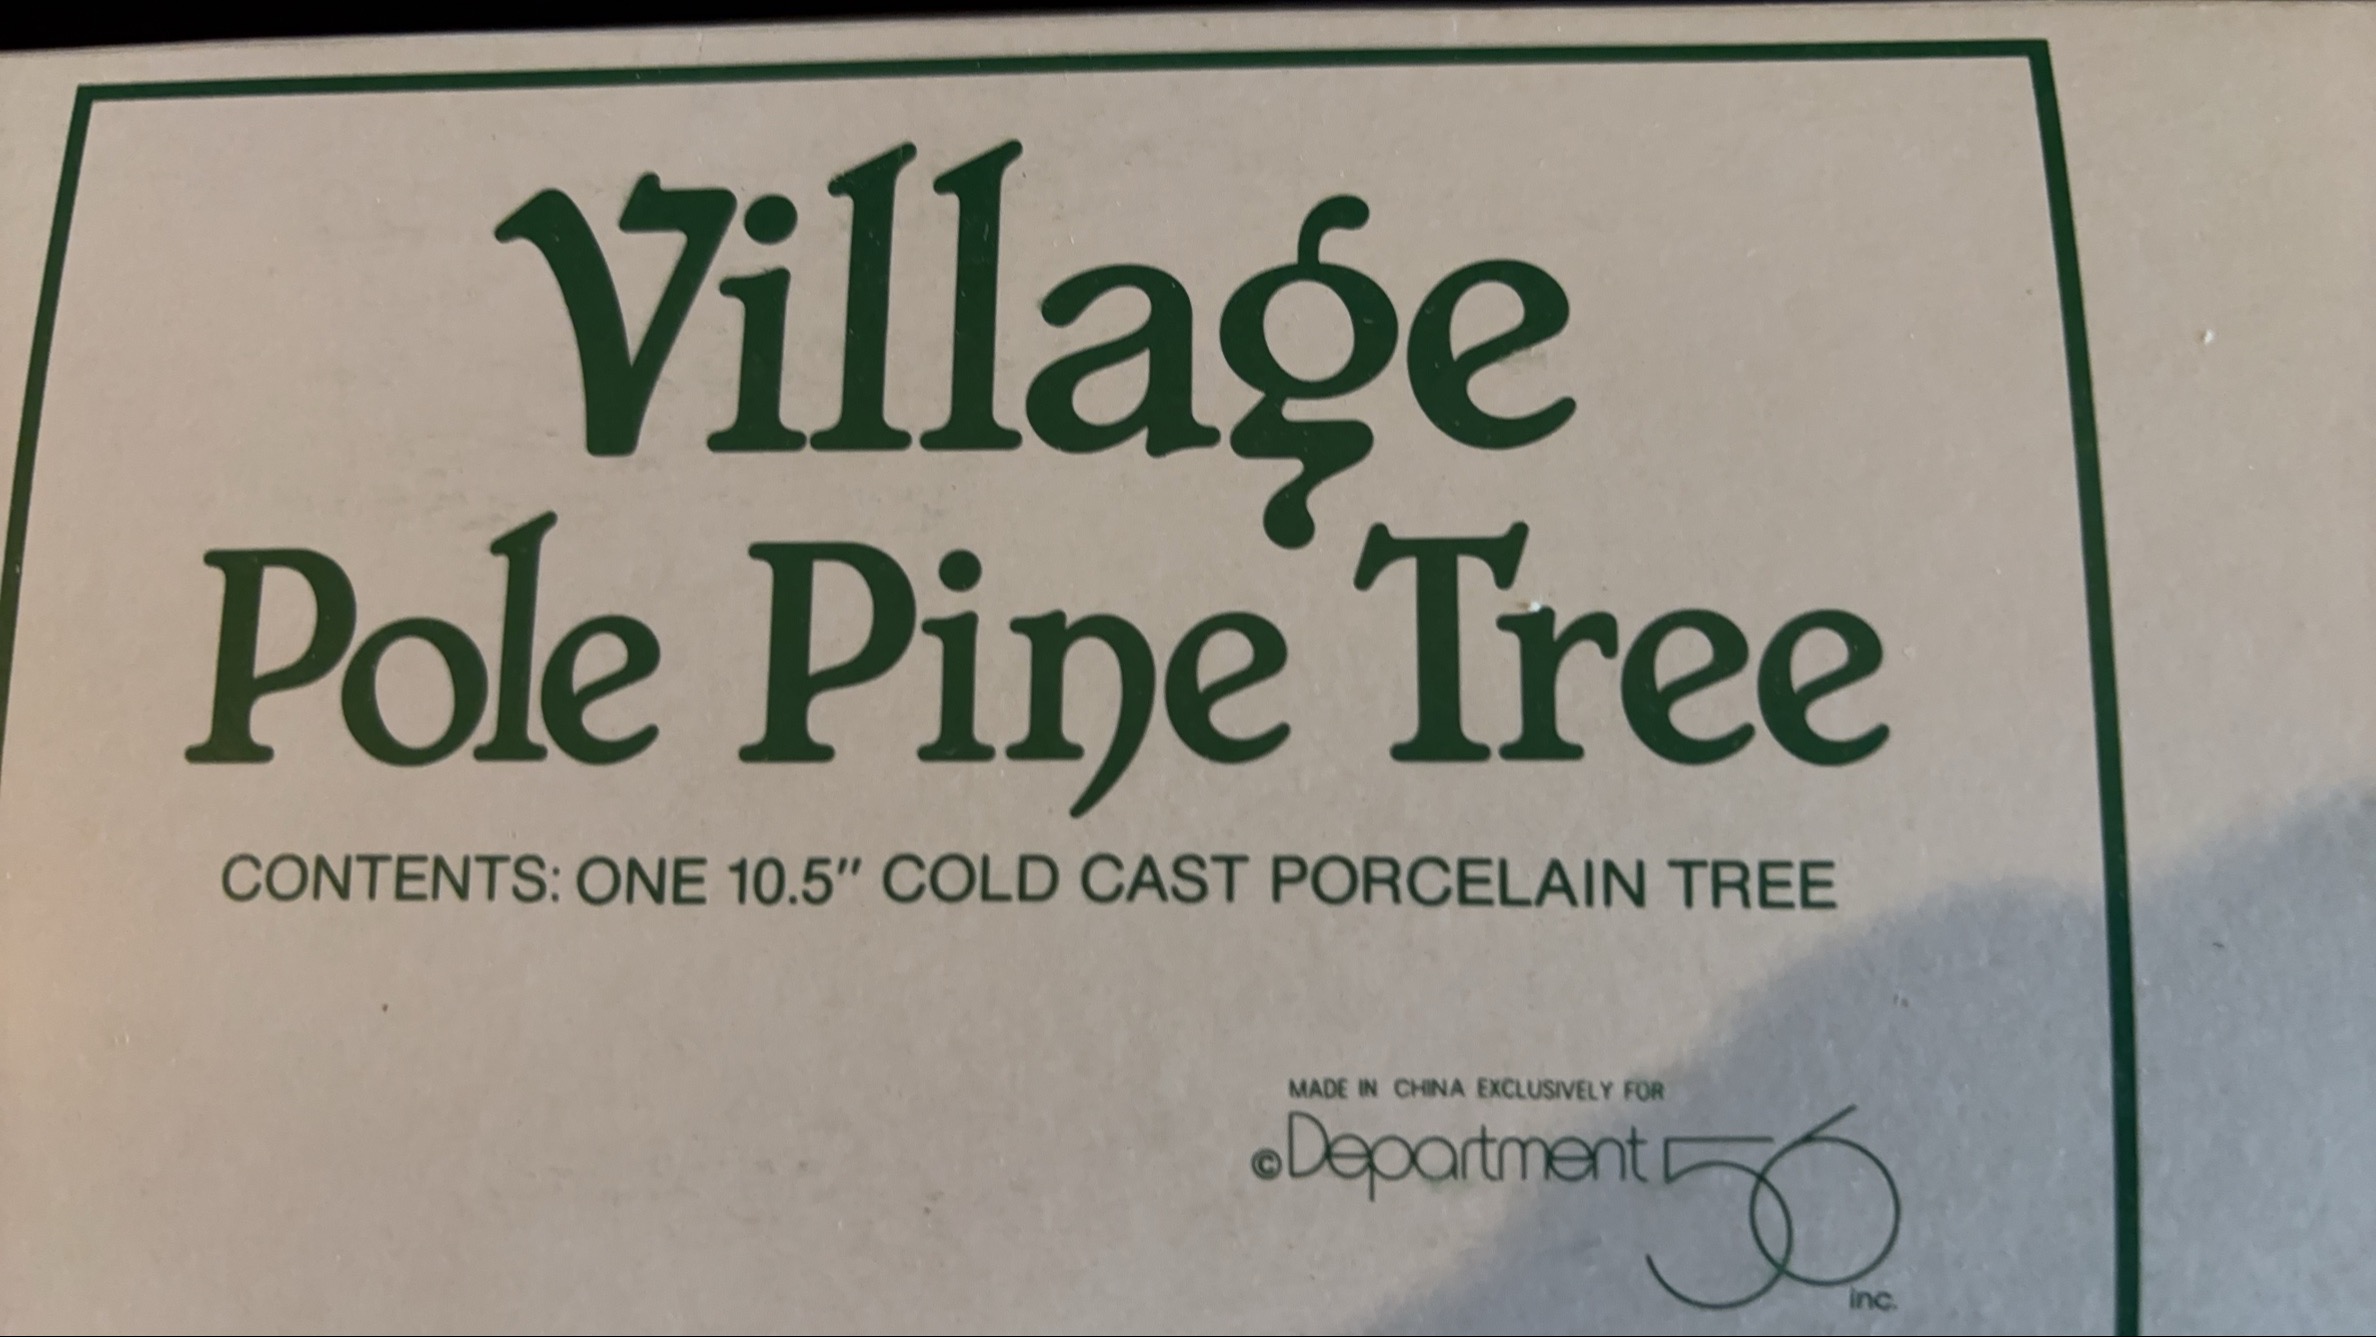 Village
Pole Pine Tree
CONTENTS: ONE 10.5" COLD CAST PORCELAIN TREE
MADE IN CHINA EXCLUSIVELY FOR
©Department 56
inc.